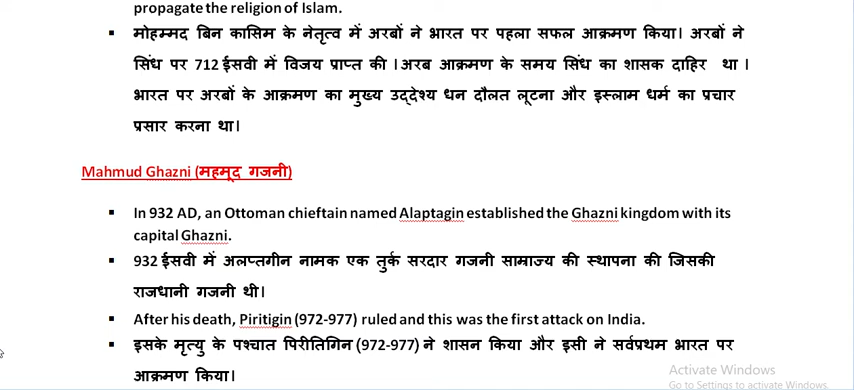 propagate the religion of Islam.
▪ मोहम्मद बिन कासिम के नेतृत्व में अरबों ने भारत पर पहला सफल आक्रमण किया। अरबों ने
सिंध पर 712 ईसवी में विजय प्राप्त की ।अरब आक्रमण के समय सिंध का शासक दाहिर था ।
भारत पर अरबों के आक्रमण का मुख्य उद्देश्य धन दौलत लूटना और इस्लाम धर्म का प्रचार
प्रसार करना था।
Mahmud Ghazni (महमूद गजनी)
▪ In 932 AD, an Ottoman chieftain named Alaptagin established the Ghazni kingdom with its
capital Ghazni.
▪ 932 ईसवी में अलप्तगीन नामक एक तुर्क सरदार गजनी साम्राज्य की स्थापना की जिसकी
राजधानी गजनी थी।
▪ After his death, Piritigin (972-977) ruled and this was the first attack on India.
▪ इसके मृत्यु के पश्चात पिरीतिगिन (972-977) ने शासन किया और इसी ने सर्वप्रथम भारत पर
आक्रमण किया।
Activate Windows
Go to Settings to activate Windows.